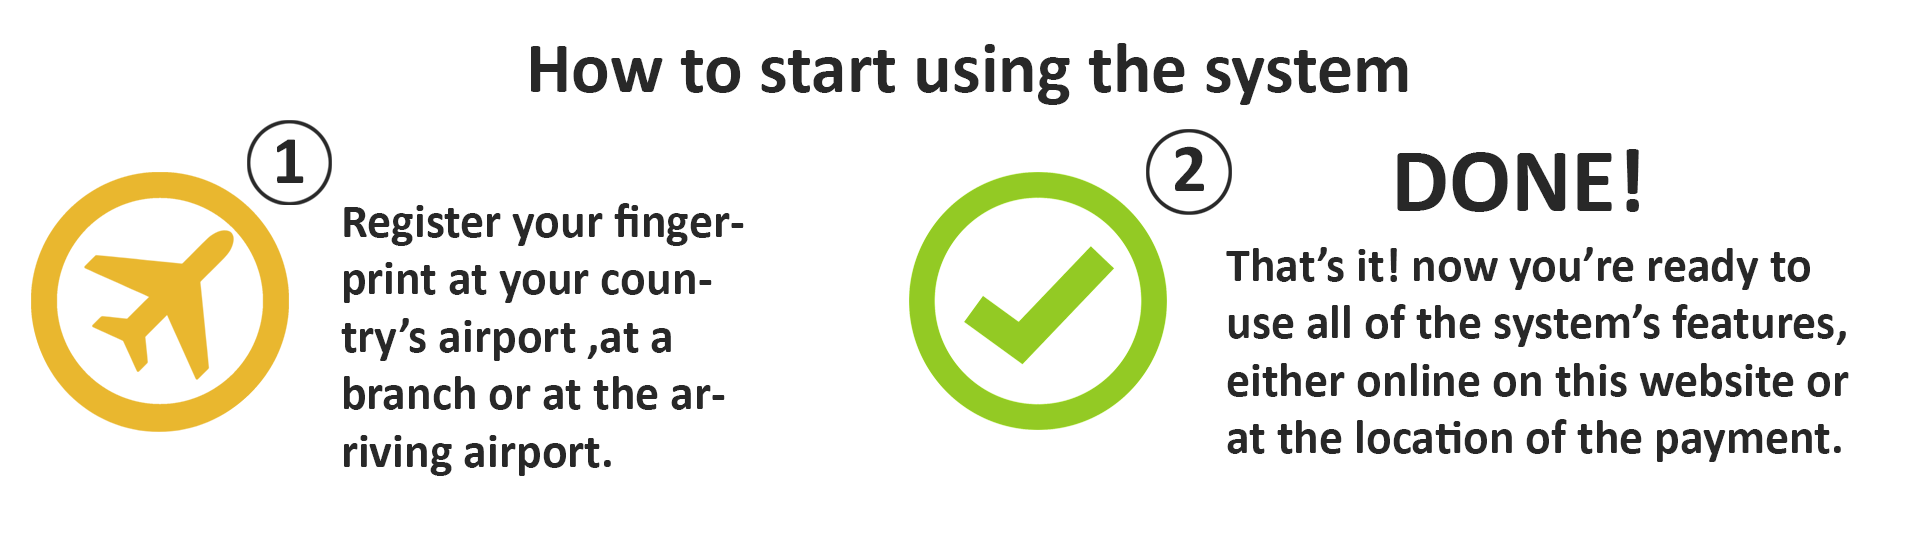 How to start using the system
1
Register your finger-
print at your coun-
try’s airport ,at a
branch or at the ar-
riving airport.
2
DONE!
That’s it! now you’re ready to
use all of the system’s features,
either online on this website or
at the location of the payment.